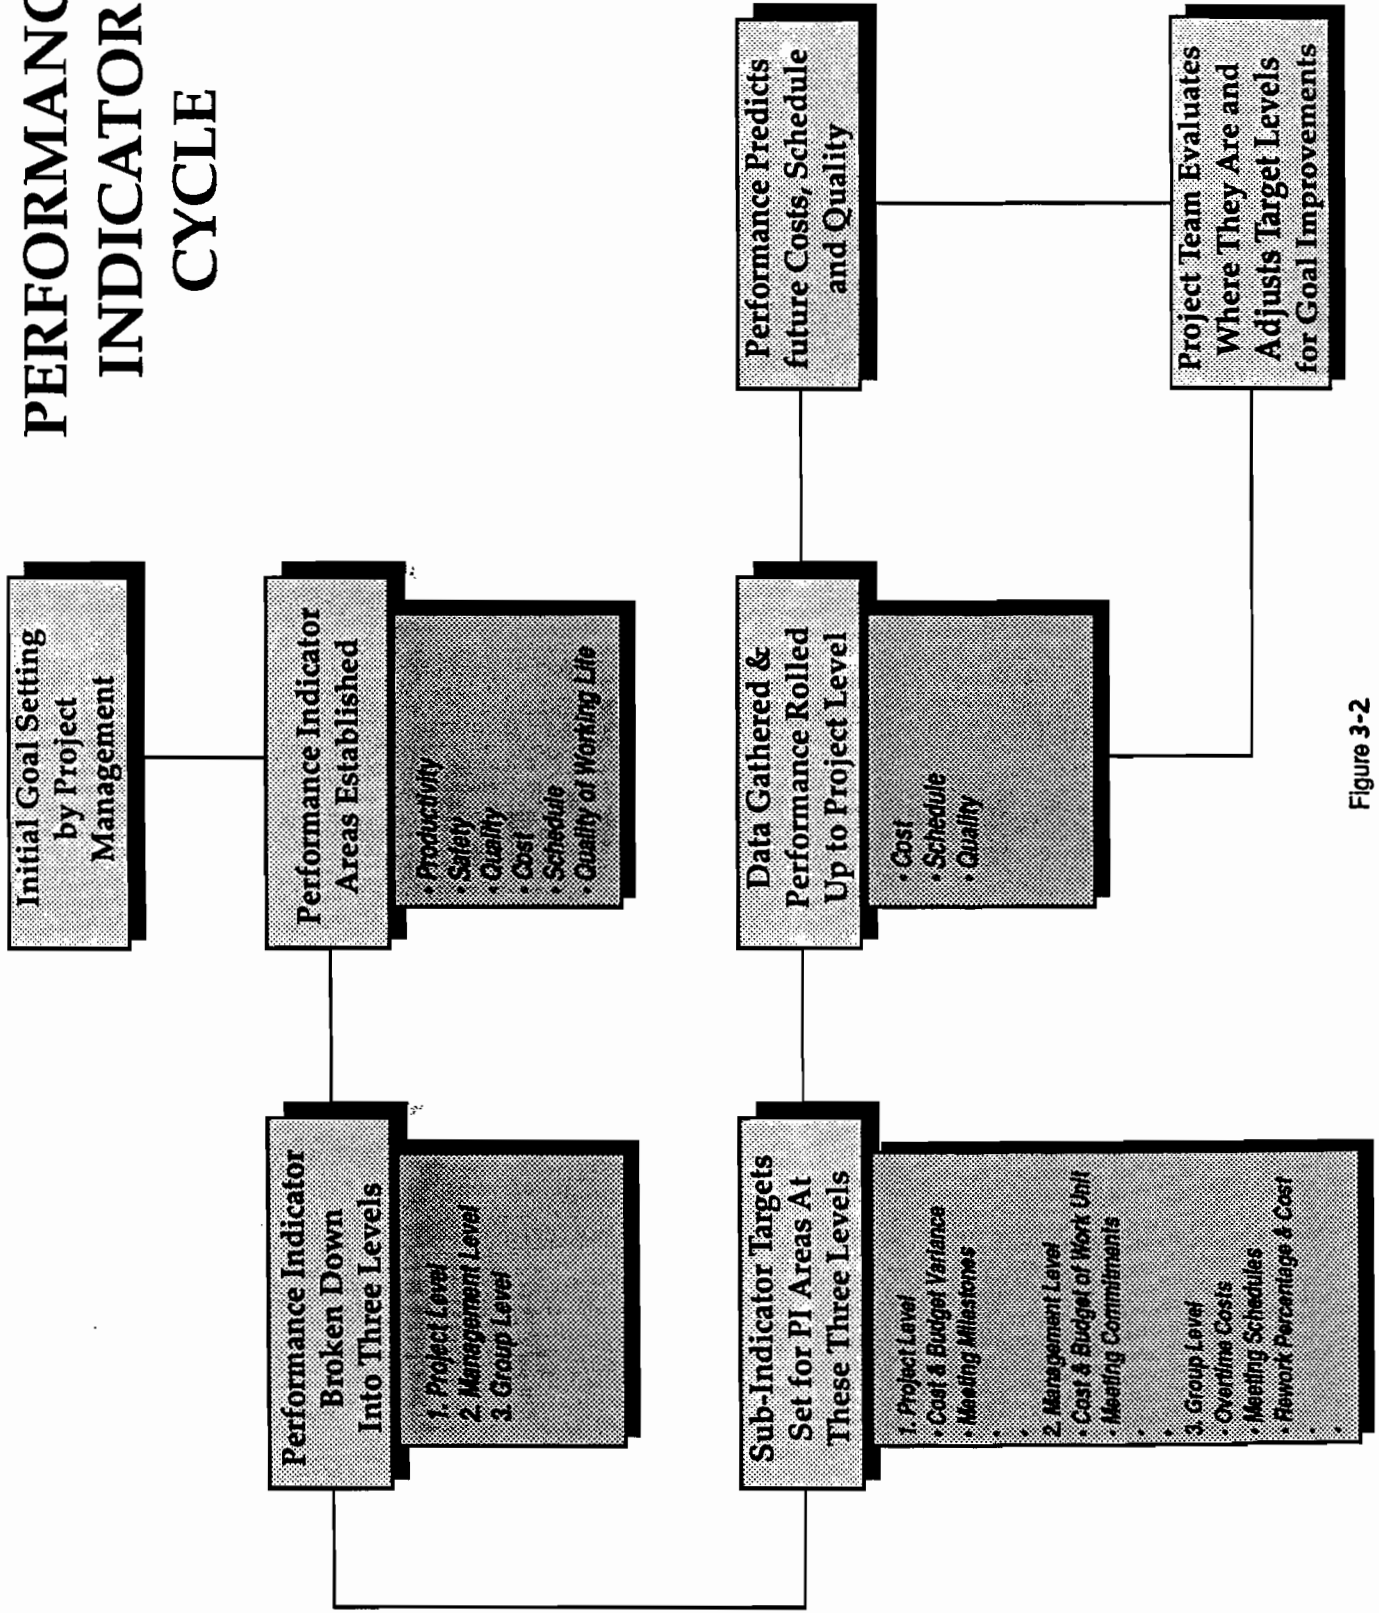 PERFORMANC
INDICATOR
CYCLE
Initial Goal Setting
by Project
Management
Performance Indicator
Areas Established
• Productivity
• Safety
• Quality
• Cost
• Schedule
• Quality of Working Life
Performance Indicator
Broken Down
Into Three Levels
1. Project Level
2. Management Level
3. Group Level
Sub-Indicator Targets
Set for PI Areas At
These Three Levels
1. Project Level
• Cost & Budget Variance
• Meeting Milestones
•
•
2. Management Level
• Cost & Budget of Work Unit
• Meeting Commitments
•
•
3. Group Level
• Overtime Costs
• Meeting Schedules
• Rework Percentage & Cost
•
•
Data Gathered &
Performance Rolled
Up to Project Level
• Cost
• Schedule
• Quality
Performance Predicts
future Costs, Schedule
and Quality
Project Team Evaluates
Where They Are and
Adjusts Target Levels
for Goal Improvements
Figure 3-2